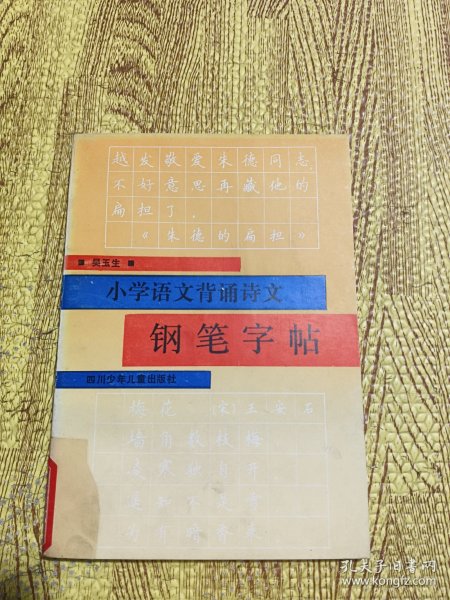 越发敬爱朱德同志，
不好意思再藏他的
扁担了。
《朱德的扁担》
■ 吴玉生 ■
小学语文背诵诗文
钢笔字帖
四川少年儿童出版社
梅花 （宋）王安石
墙角数枝梅，
凌寒独自开。
遥知不是雪，
为有暗香来。
孔夫子旧书网
www.kongfz.com